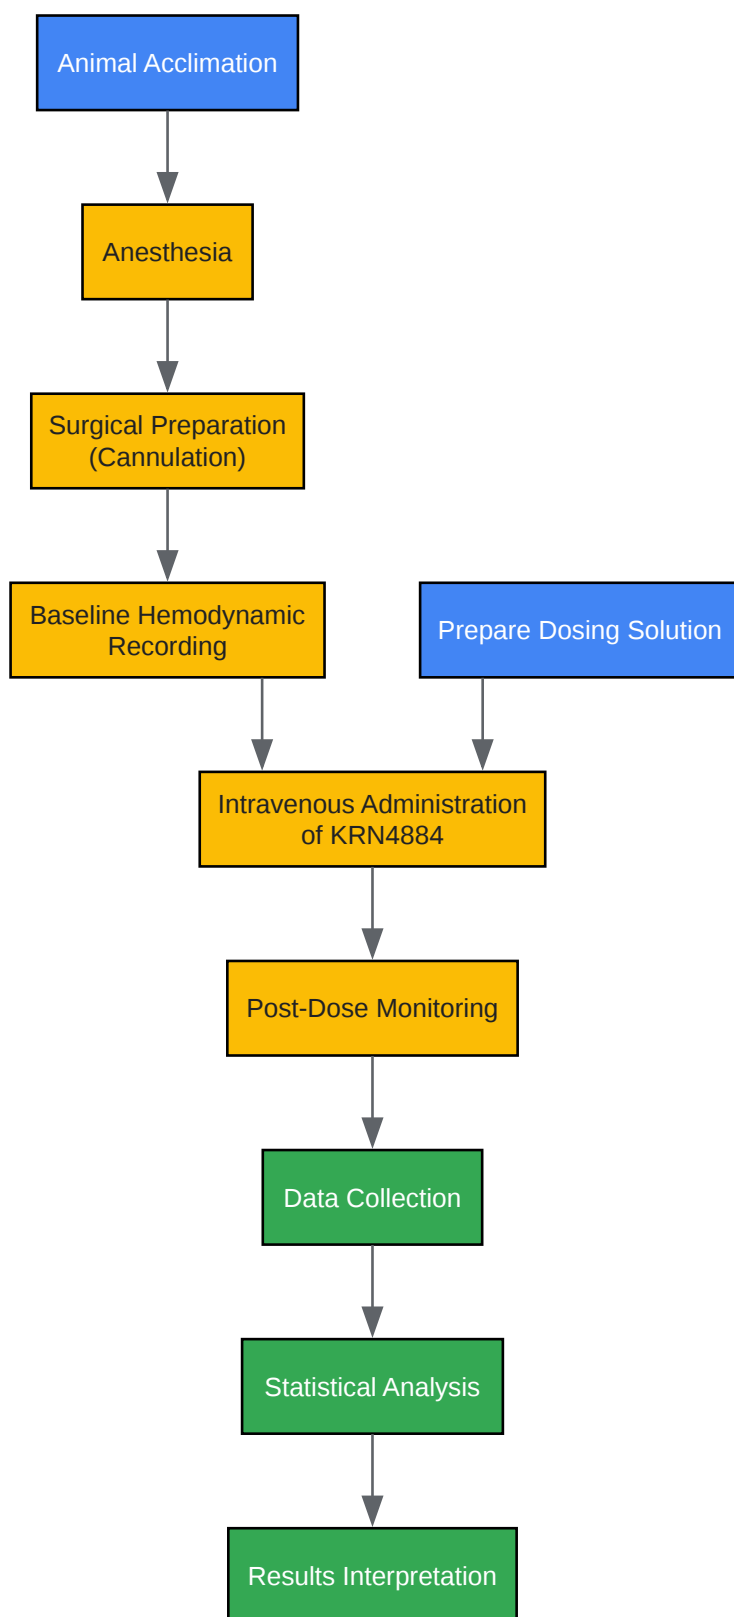 Animal Acclimation
Anesthesia
Surgical Preparation
(Cannulation)
Baseline Hemodynamic
Recording
Prepare Dosing Solution
Intravenous Administration
of KRN4884
Post-Dose Monitoring
Data Collection
Statistical Analysis
Results Interpretation